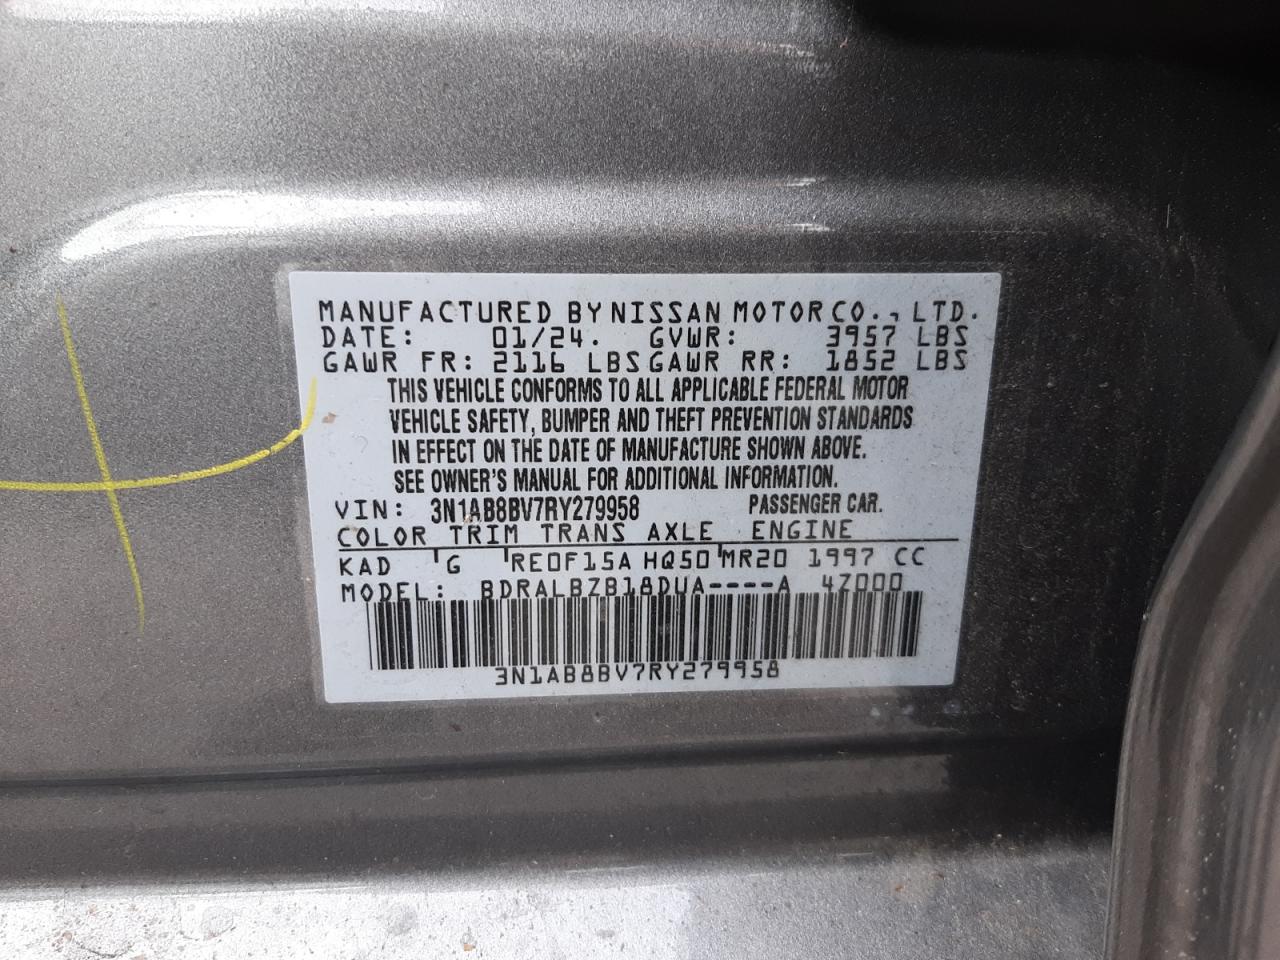 MANUFACTURED BY NISSAN MOTOR CO., LTD.
DATE: 01/24. GVWR: 3957 LBS
GAWR FR: 2116 LBS GAWR RR: 1852 LBS
THIS VEHICLE CONFORMS TO ALL APPLICABLE FEDERAL MOTOR
VEHICLE SAFETY, BUMPER AND THEFT PREVENTION STANDARDS
IN EFFECT ON THE DATE OF MANUFACTURE SHOWN ABOVE.
SEE OWNER'S MANUAL FOR ADDITIONAL INFORMATION.
VIN: 3N1AB8BV7RY279958 PASSENGER CAR.
COLOR TRIM TRANS AXLE ENGINE
KAD G RE0F15A HQ50 MR20 1997 CC
MODEL: BDRALBZB18DUA----A 4Z000
3N1AB8BV7RY279958